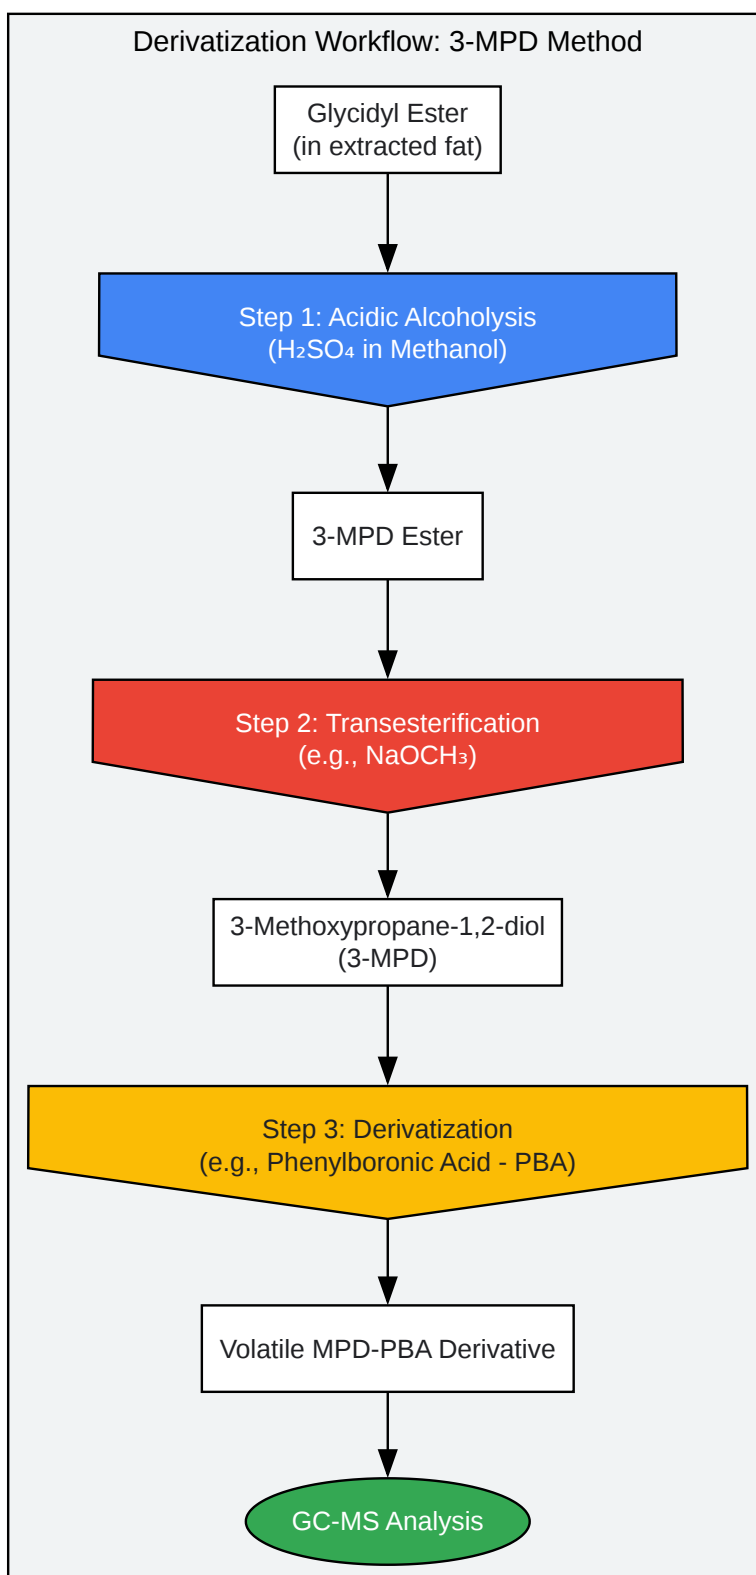 Derivatization Workflow: 3-MPD Method
Glycidyl Ester
(in extracted fat)
Step 1: Acidic Alcoholysis
(H₂SO₄ in Methanol)
3-MPD Ester
Step 2: Transesterification
(e.g., NaOCH₃)
3-Methoxypropane-1,2-diol
(3-MPD)
Step 3: Derivatization
(e.g., Phenylboronic Acid - PBA)
Volatile MPD-PBA Derivative
GC-MS Analysis